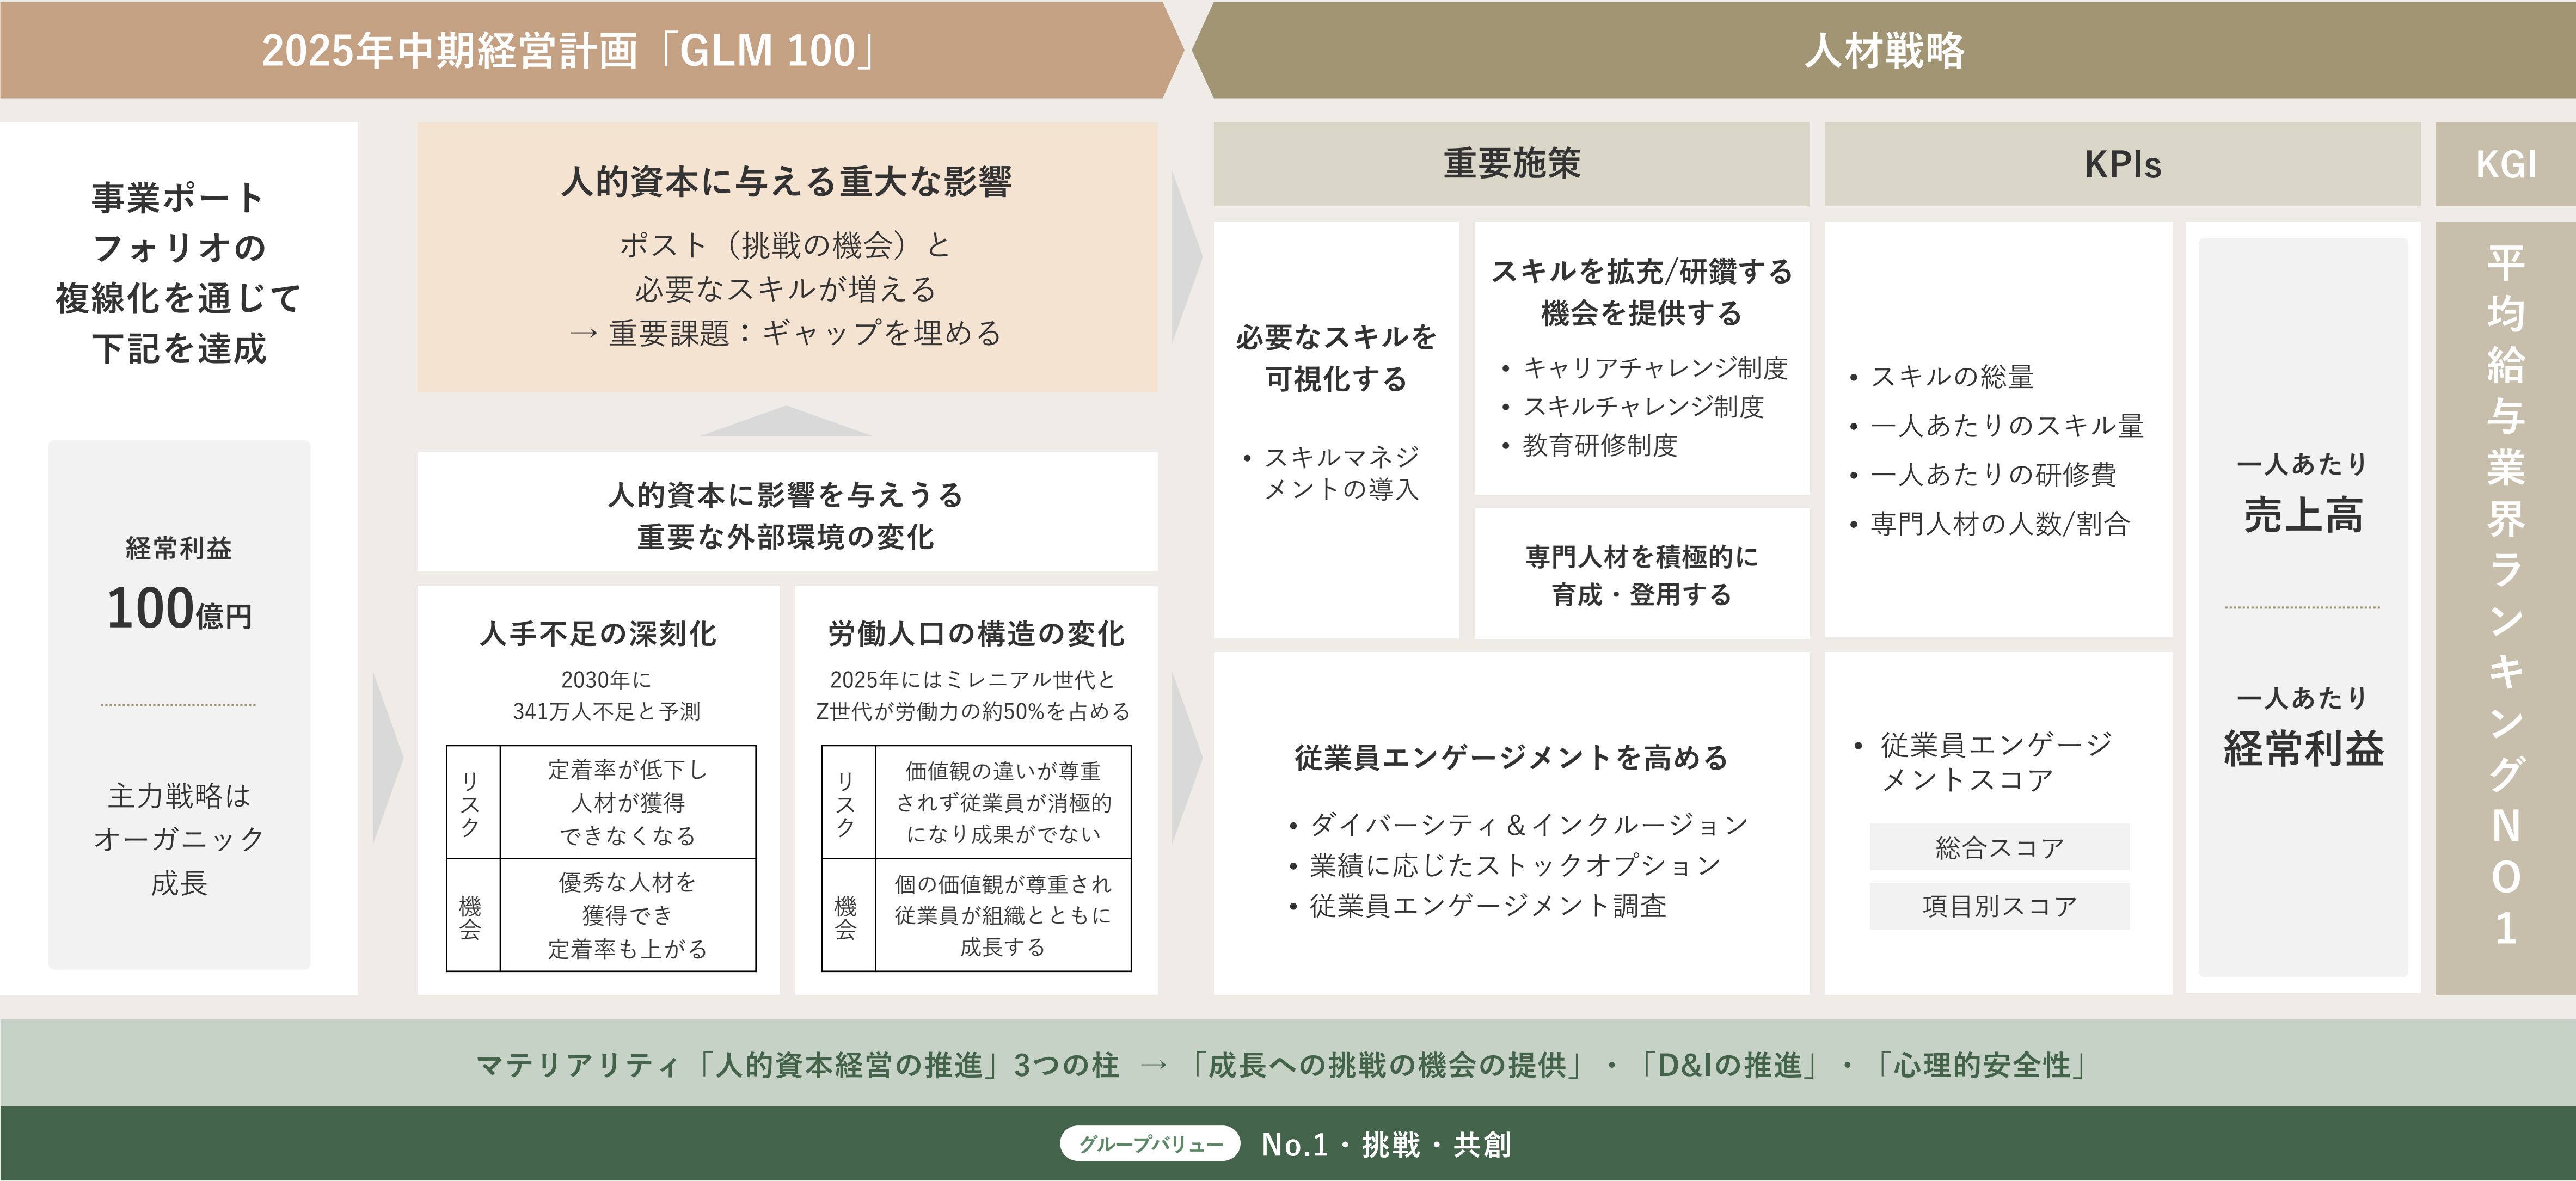 2025年中期経営計画「GLM 100」
人材戦略
事業ポート
フォリオの
複線化を通じて
下記を達成
経常利益
100億円
主力戦略は
オーガニック
成長
人的資本に与える重大な影響
ポスト（挑戦の機会）と
必要なスキルが増える
→ 重要課題：ギャップを埋める
人的資本に影響を与えうる
重要な外部環境の変化
人手不足の深刻化
2030年に
341万人不足と予測
リスク
定着率が低下し
人材が獲得
できなくなる
機会
優秀な人材を
獲得でき
定着率も上がる
労働人口の構造の変化
2025年にはミレニアル世代と
Z世代が労働力の約50%を占める
リスク
価値観の違いが尊重
されず従業員が消極的
になり成果がでない
機会
個の価値観が尊重され
従業員が組織とともに
成長する
重要施策
必要なスキルを
可視化する
• スキルマネジ
メントの導入
スキルを拡充/研鑽する
機会を提供する
• キャリアチャレンジ制度
• スキルチャレンジ制度
• 教育研修制度
専門人材を積極的に
育成・登用する
従業員エンゲージメントを高める
• ダイバーシティ＆インクルージョン
• 業績に応じたストックオプション
• 従業員エンゲージメント調査
KPIs
• スキルの総量
• 一人あたりのスキル量
• 一人あたりの研修費
• 専門人材の人数/割合
• 従業員エンゲージ
メントスコア
総合スコア
項目別スコア
一人あたり
売上高
一人あたり
経常利益
KGI
平均給与業界ランキングNO1
マテリアリティ「人的資本経営の推進」3つの柱 → 「成長への挑戦の機会の提供」・「D&Iの推進」・「心理的安全性」
グループバリュー No.1・挑戦・共創